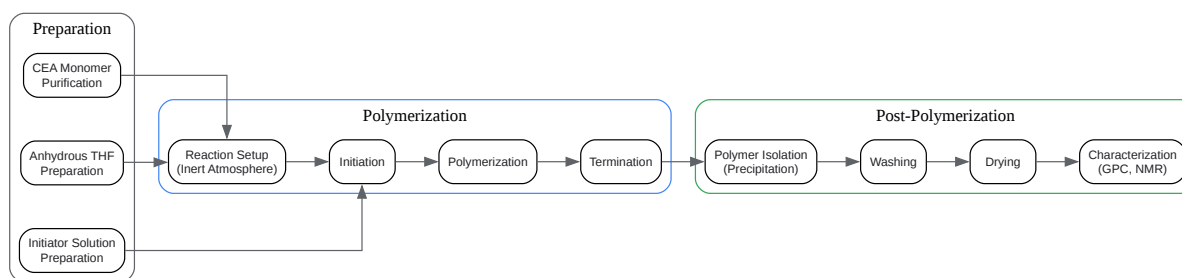 Preparation
CEA Monomer
Purification
Anhydrous THF
Preparation
Initiator Solution
Preparation
Polymerization
Reaction Setup
(Inert Atmosphere)
Initiation
Polymerization
Termination
Post-Polymerization
Polymer Isolation
(Precipitation)
Washing
Drying
Characterization
(GPC, NMR)